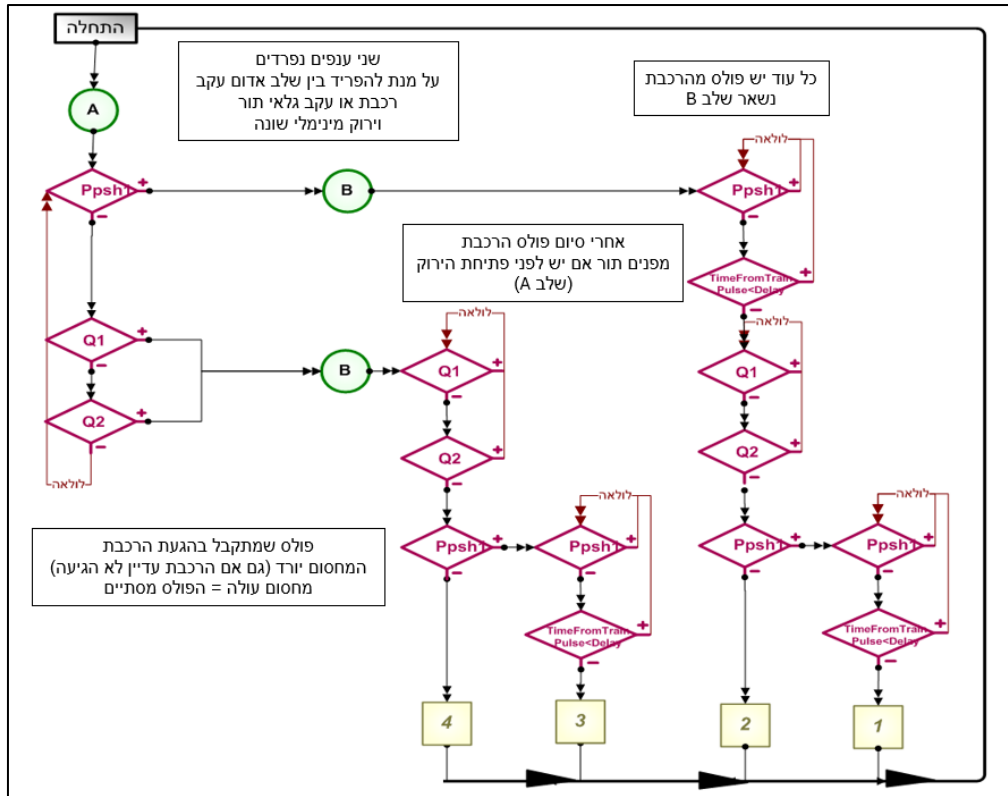 התחלה
שני ענפים נפרדים
על מנת להפריד בין שלב אדום עקב
רכבת או עקב גלאי תור
וירוק מינימלי שונה
כל עוד יש פולס מהרכבת
נשאר שלב B
A
לולאה
Ppsh1
+
-
B
Ppsh1
+
-
אחרי סיום פולס הרכבת
מפנים תור אם יש לפני פתיחת הירוק
(שלב A)
TimeFromTrain
Pulse<Delay
+
-
לולאה
לולאה
Q1
+
-
B
Q1
+
-
Q1
+
-
Q2
+
-
Q2
+
-
Q2
+
-
לולאה
לולאה
לולאה
פולס שמתקבל בהגעת הרכבת
המחסום יורד (גם אם הרכבת עדיין לא הגיעה)
מחסום עולה = הפולס מסתיים
Ppsh1
+
-
Ppsh1
+
-
Ppsh1
+
-
Ppsh1
+
-
TimeFromTrain
Pulse<Delay
+
-
TimeFromTrain
Pulse<Delay
+
-
4
3
2
1